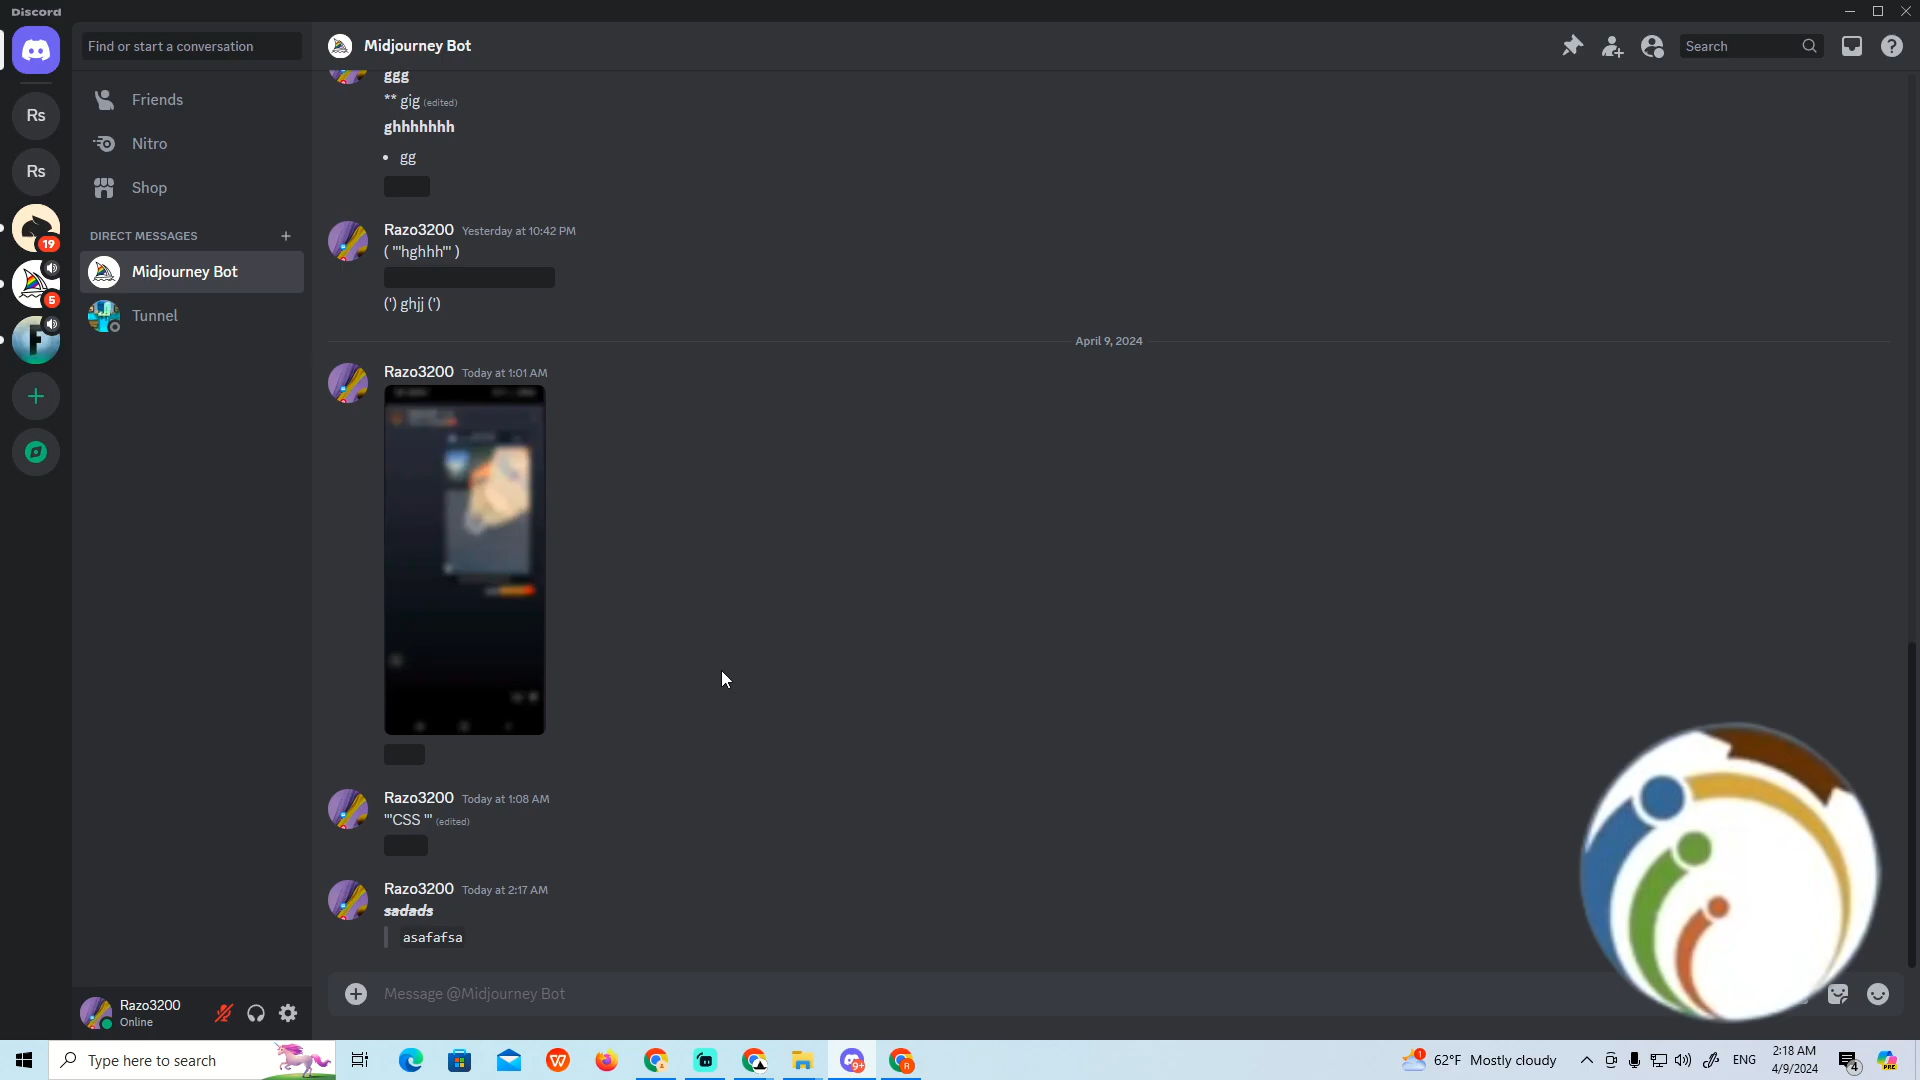 Discord
Find or start a conversation
Midjourney Bot
Search
ggg
Friends
** gig (edited)
Rs
ghhhhhhh
Nitro
gg
Rs
Shop
19
DIRECT MESSAGES
+
Razo3200 Yesterday at 10:42 PM
( "'hghhh'" )
Midjourney Bot
5
(') ghjj (')
Tunnel
F
April 9, 2024
Razo3200 Today at 1:01 AM
Razo3200 Today at 1:08 AM
"'CSS "' (edited)
Razo3200 Today at 2:17 AM
sadads
asafafsa
Message @Midjourney Bot
Razo3200
Online
Type here to search
9+
62°F Mostly cloudy
ENG
2:18 AM
4/9/2024
4
PRE